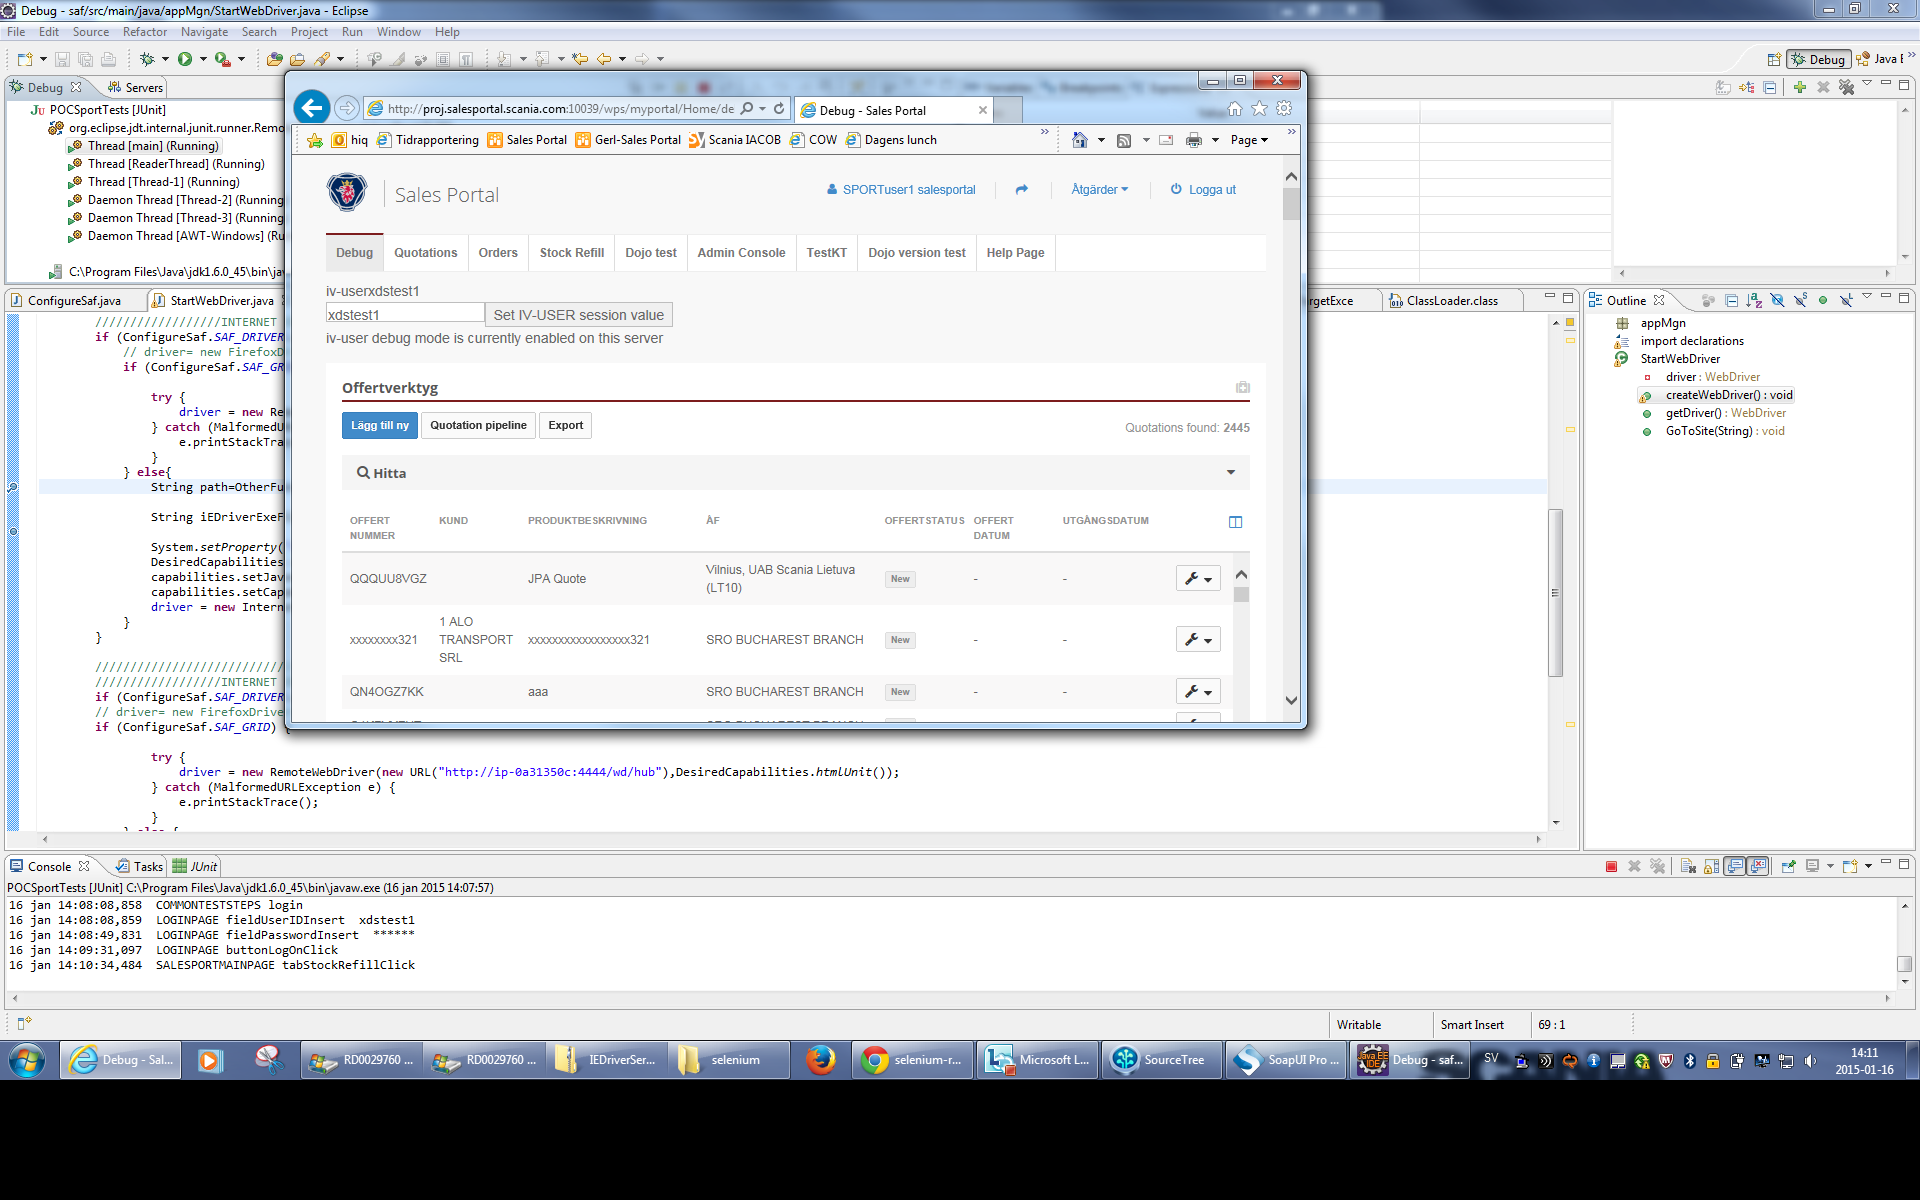 Debug - saf/src/main/java/appMgn/StartWebDriver.java - Eclipse
File Edit Source Refactor Navigate Search Project Run Window Help
Debug Java E
Debug Servers
POCSportTests [JUnit]
org.eclipse.jdt.internal.junit.runner.Remo
Thread [main] (Running)
Thread [ReaderThread] (Running)
Thread [Thread-1] (Running)
Daemon Thread [Thread-2] (Running
Daemon Thread [Thread-3] (Running
Daemon Thread [AWT-Windows] (Ru
C:\Program Files\Java\jdk1.6.0_45\bin\jav
http://proj.salesportal.scania.com:10039/wps/myportal/Home/de
Debug - Sales Portal
hiq Tidrapportering Sales Portal Gerl-Sales Portal Scania IACOB COW Dagens lunch Page
Sales Portal
SPORTuser1 salesportal Åtgärder Logga ut
Debug Quotations Orders Stock Refill Dojo test Admin Console TestKT Dojo version test Help Page
iv-userxdstest1
xdstest1 Set IV-USER session value
iv-user debug mode is currently enabled on this server
Offertverktyg
Lägg till ny Quotation pipeline Export
Quotations found: 2445
Hitta
OFFERT NUMMER KUND PRODUKTBESKRIVNING ÅF OFFERTSTATUS OFFERT DATUM UTGÅNGSDATUM
QQQUU8VGZ JPA Quote Vilnius, UAB Scania Lietuva (LT10) New - -
xxxxxxxx321 1 ALO TRANSPORT SRL xxxxxxxxxxxxxxxxx321 SRO BUCHAREST BRANCH New - -
QN4OGZ7KK aaa SRO BUCHAREST BRANCH New - -
ConfigureSaf.java StartWebDriver.java rgetExce ClassLoader.class
//////////////////INTERNET
if (ConfigureSaf.SAF_DRIVER
// driver= new FirefoxD
if (ConfigureSaf.SAF_GR
try {
driver = new Re
} catch (MalformedU
e.printStackTra
}
} else{
String path=OtherFu
String iEDriverExeF
System.setProperty(
DesiredCapabilities
capabilities.setJav
capabilities.setCap
driver = new Intern
}
}
///////////////////////////
//////////////////INTERNET
if (ConfigureSaf.SAF_DRIVER
// driver= new FirefoxDrive
if (ConfigureSaf.SAF_GRID) {
try {
driver = new RemoteWebDriver(new URL("http://ip-0a31350c:4444/wd/hub"),DesiredCapabilities.htmlUnit());
} catch (MalformedURLException e) {
e.printStackTrace();
}
} else {
Outline
appMgn
import declarations
StartWebDriver
driver : WebDriver
createWebDriver() : void
getDriver() : WebDriver
GoToSite(String) : void
Console Tasks JUnit
POCSportTests [JUnit] C:\Program Files\Java\jdk1.6.0_45\bin\javaw.exe (16 jan 2015 14:07:57)
16 jan 14:08:08,858 COMMONTESTSTEPS login
16 jan 14:08:08,859 LOGINPAGE fieldUserIDInsert xdstest1
16 jan 14:08:49,831 LOGINPAGE fieldPasswordInsert ******
16 jan 14:09:31,097 LOGINPAGE buttonLogOnClick
16 jan 14:10:34,484 SALESPORTMAINPAGE tabStockRefillClick
Writable Smart Insert 69 : 1
Debug - Sal... RD0029760 ... RD0029760 ... IEDriverSer... selenium selenium-r... Microsoft L... SourceTree SoapUI Pro ... Debug - saf... SV 14:11
2015-01-16